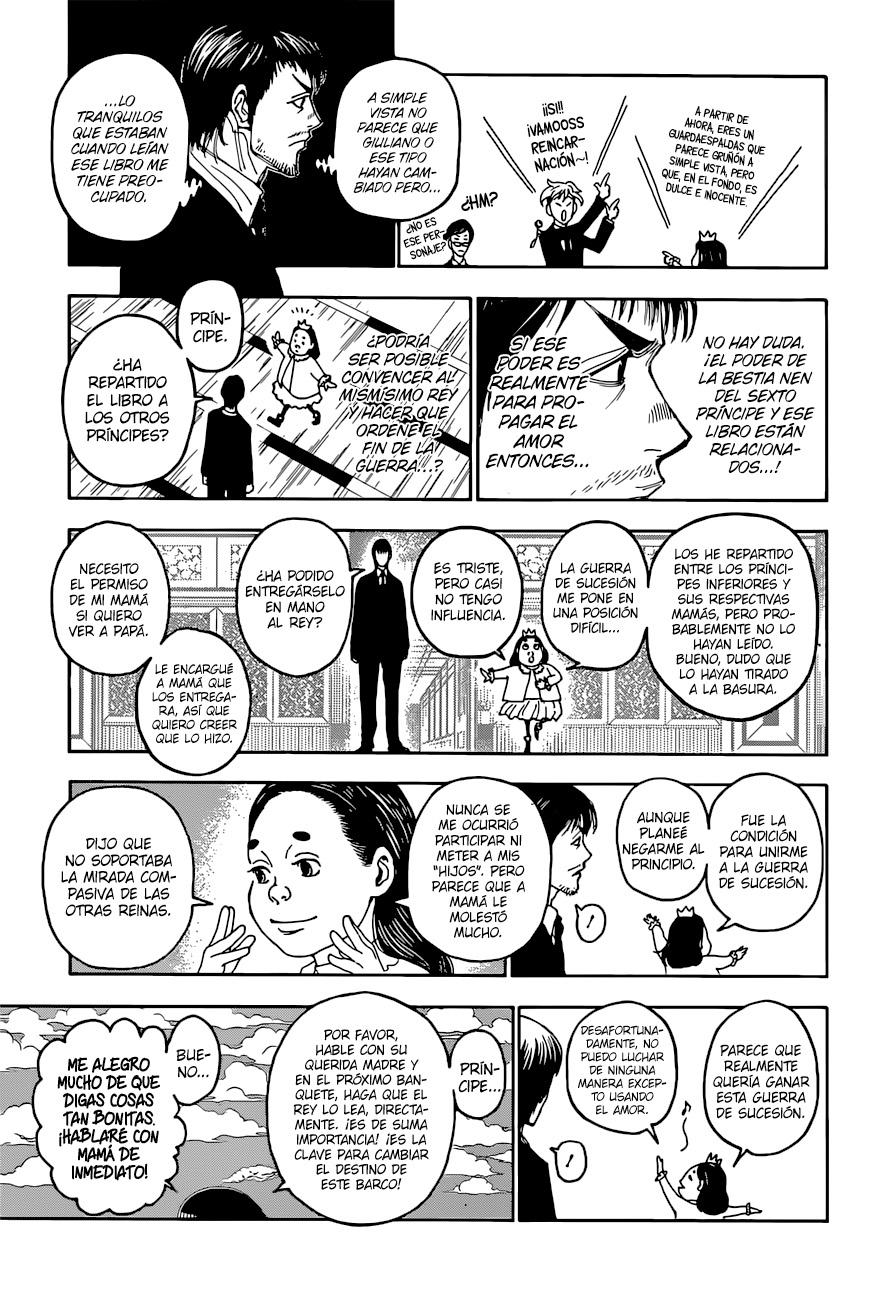 A PARTIR DE
AHORA, ERES UN
GUARDAESPALDAS QUE
PARECE GRUÑÓN A
SIMPLE VISTA, PERO
QUE, EN EL FONDO, ES
DULCE E INOCENTE.
¡¡SI!!
¡VAMOOSS
REINCAR-
NACIÓN~!
¿HM?
¿NO ES
ESE PER-
SONAJE?
A SIMPLE
VISTA NO
PARECE QUE
GIULIANO O
ESE TIPO
HAYAN CAM-
BIADO PERO...
...LO
TRANQUILOS
QUE ESTABAN
CUANDO LEÍAN
ESE LIBRO ME
TIENE PREO-
CUPADO.
NO HAY DUDA.
¡EL PODER DE
LA BESTIA NEN
DEL SEXTO
PRÍNCIPE Y ESE
LIBRO ESTÁN
RELACIONA-
DOS...!
SI ESE
PODER ES
REALMENTE
PARA PRO-
PAGAR EL
AMOR
ENTONCES...
¿PODRÍA
SER POSIBLE
CONVENCER AL
MISMÍSIMO REY
Y HACER QUE
ORDENE EL
FIN DE LA
GUERRA...?
PRÍN-
CIPE.
¿HA
REPARTIDO
EL LIBRO A
LOS OTROS
PRÍNCIPES?
LOS HE REPARTIDO
ENTRE LOS PRÍNCI-
PES INFERIORES Y
SUS RESPECTIVAS
MAMÁS, PERO PROBA-
BLEMENTE NO LO
HAYAN LEÍDO.
BUENO, DUDO QUE
LO HAYAN TIRADO
A LA BASURA.
LA GUERRA
DE SUCESIÓN
ME PONE EN
UNA POSICIÓN
DIFÍCIL...
ES TRISTE,
PERO CASI
NO TENGO
INFLUENCIA.
¿HA PODIDO
ENTREGÁRSELO
EN MANO
AL REY?
NECESITO
EL PERMISO
DE MI MAMÁ
SI QUIERO
VER A PAPÁ.
LE ENCARGUÉ
A MAMÁ QUE
LOS ENTREGA-
RA, ASÍ QUE
QUIERO CREER
QUE LO HIZO.
FUE LA
CONDICIÓN
PARA UNIRME
A LA GUERRA
DE SUCESIÓN.
AUNQUE
PLANEÉ
NEGARME AL
PRINCIPIO.
!
NUNCA SE
ME OCURRIÓ
PARTICIPAR NI
METER A MIS
"HIJOS". PERO
PARECE QUE A
MAMÁ LE
MOLESTÓ
MUCHO.
DIJO QUE
NO SOPORTABA
LA MIRADA COM-
PASIVA DE LAS
OTRAS REINAS.
PARECE QUE
REALMENTE
QUERÍA GANAR
ESTA GUERRA
DE SUCESIÓN.
DESAFORTUNA-
DAMENTE, NO
PUEDO LUCHAR
DE NINGUNA
MANERA EXCEP-
TO USANDO
EL AMOR.
!
PRÍN-
CIPE...
POR FAVOR,
HABLE CON SU
QUERIDA MADRE Y
EN EL PRÓXIMO BAN-
QUETE, HAGA QUE EL
REY LO LEA, DIRECTA-
MENTE. ¡ES DE SUMA
IMPORTANCIA! ¡ES LA
CLAVE PARA CAMBIAR
EL DESTINO DE
ESTE BARCO!
BUE-
NO...
ME ALEGRO
MUCHO DE QUE
DIGAS COSAS
TAN BONITAS.
¡HABLARÉ CON
MAMÁ DE
INMEDIATO!